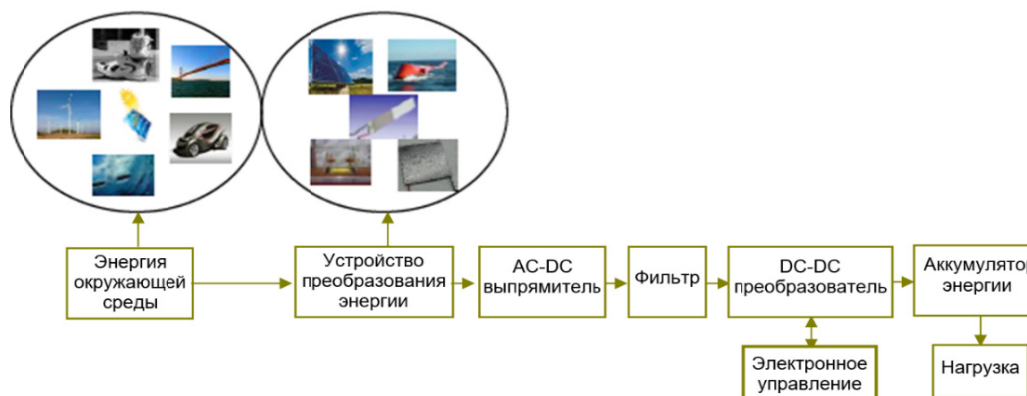 Энергия
окружающей
среды
Устройство
преобразования
энергии
AC-DC
выпрямитель
Фильтр
DC-DC
преобразователь
Аккумулятор
энергии
Электронное
управление
Нагрузка